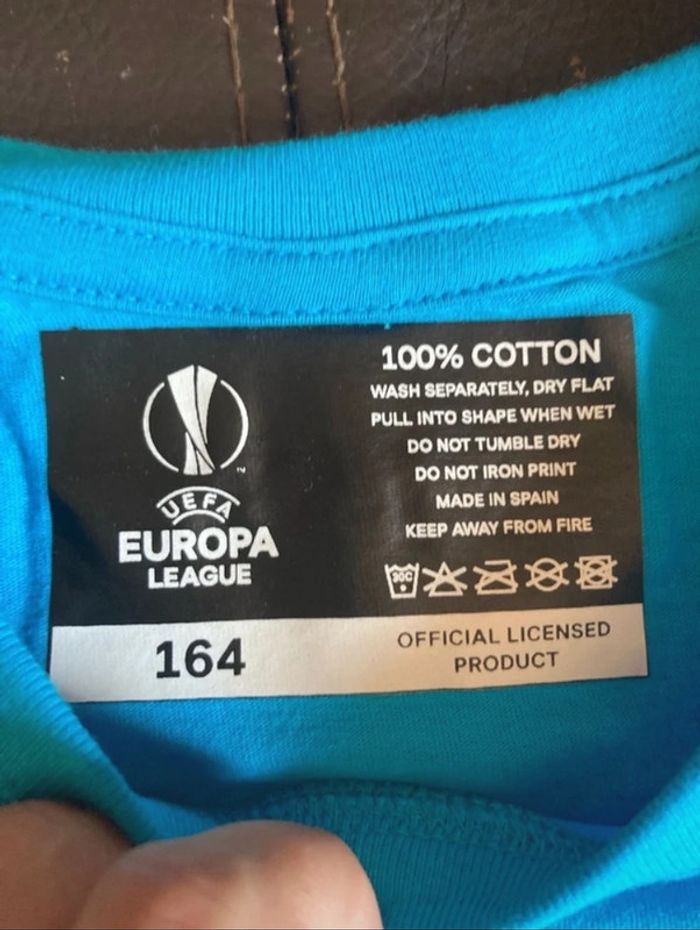 UEFA
EUROPA
LEAGUE
164
100% COTTON
WASH SEPARATELY, DRY FLAT
PULL INTO SHAPE WHEN WET
DO NOT TUMBLE DRY
DO NOT IRON PRINT
MADE IN SPAIN
KEEP AWAY FROM FIRE
30C
OFFICIAL LICENSED
PRODUCT